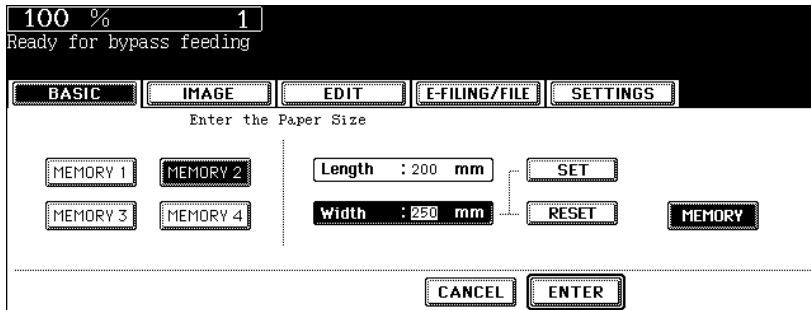 100 % 1
Ready for bypass feeding
BASIC IMAGE EDIT E-FILING/FILE SETTINGS
Enter the Paper Size
MEMORY 1 MEMORY 2 Length : 200 mm SET
MEMORY 3 MEMORY 4 Width : 250 mm RESET MEMORY
CANCEL ENTER